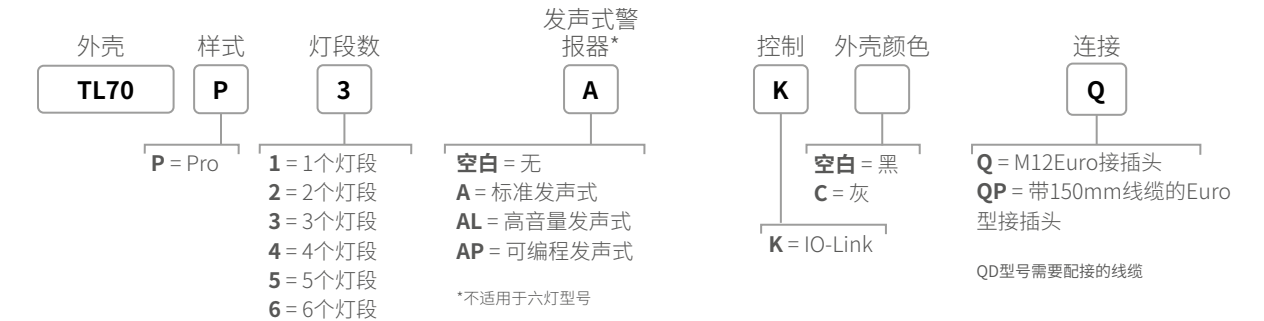 外壳
样式
灯段数
发声式警
报器*
控制
外壳颜色
连接
TL70
P
3
A
K
Q
P = Pro
1 = 1个灯段
2 = 2个灯段
3 = 3个灯段
4 = 4个灯段
5 = 5个灯段
6 = 6个灯段
空白 = 无
A = 标准发声式
AL = 高音量发声式
AP = 可编程发声式
*不适用于六灯型号
K = IO-Link
空白 = 黑
C = 灰
Q = M12Euro接插头
QP = 带150mm线缆的Euro
型接插头
QD型号需要配接的线缆